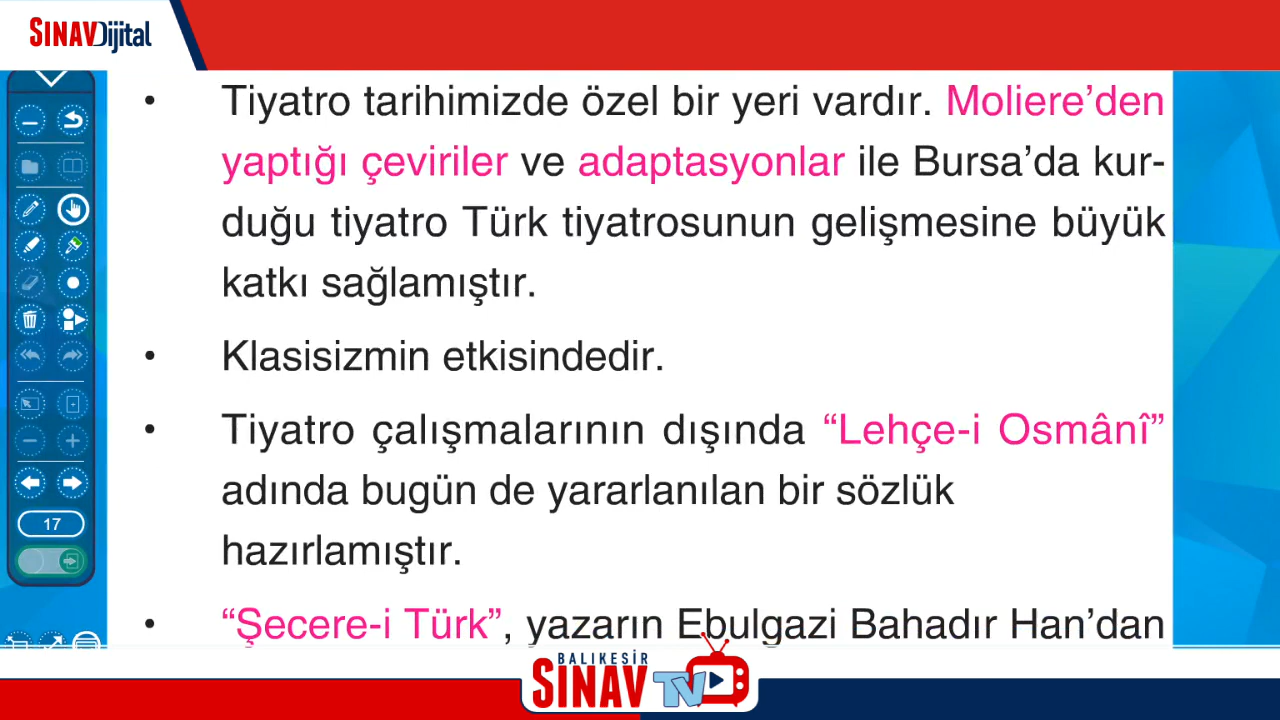 SINAVDijital
• Tiyatro tarihimizde özel bir yeri vardır. Moliere’den
yaptığı çeviriler ve adaptasyonlar ile Bursa’da kur-
duğu tiyatro Türk tiyatrosunun gelişmesine büyük
katkı sağlamıştır.
• Klasisizmin etkisindedir.
• Tiyatro çalışmalarının dışında “Lehçe-i Osmânî”
adında bugün de yararlanılan bir sözlük
hazırlamıştır.
• “Şecere-i Türk”, yazarın Ebulgazi Bahadır Han’dan
17
BALIKESİR
SINAV TV